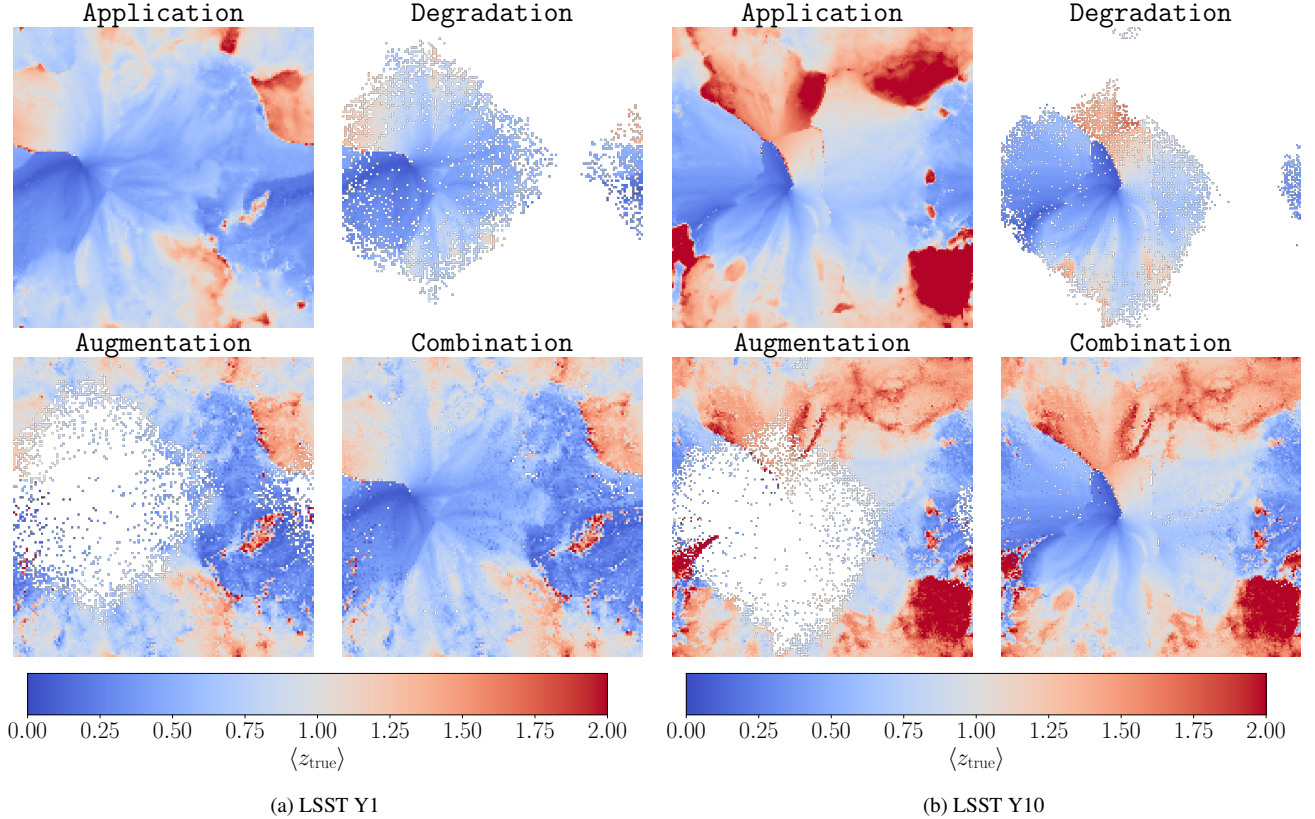 Application
Degradation
Application
Degradation
Augmentation
Combination
Augmentation
Combination
0.00 0.25 0.50 0.75 1.00 1.25 1.50 1.75 2.00
⟨z_true⟩
0.00 0.25 0.50 0.75 1.00 1.25 1.50 1.75 2.00
⟨z_true⟩
(a) LSST Y1
(b) LSST Y10